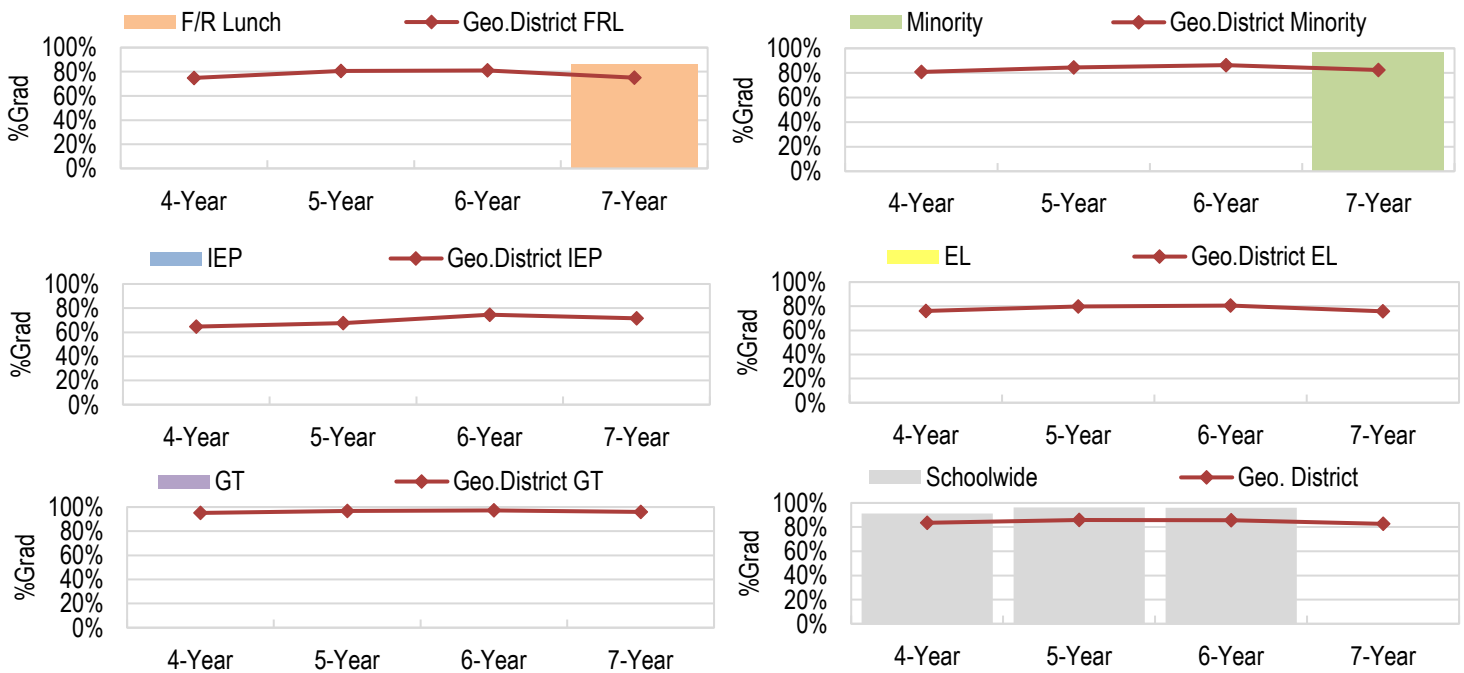 F/R Lunch Geo.District FRL
%Grad
100%
80%
60%
40%
20%
0%
4-Year 5-Year 6-Year 7-Year
Minority Geo.District Minority
%Grad
100%
80%
60%
40%
20%
0%
4-Year 5-Year 6-Year 7-Year
IEP Geo.District IEP
%Grad
100%
80%
60%
40%
20%
0%
4-Year 5-Year 6-Year 7-Year
EL Geo.District EL
%Grad
100%
80%
60%
40%
20%
0%
4-Year 5-Year 6-Year 7-Year
GT Geo.District GT
%Grad
100%
80%
60%
40%
20%
0%
4-Year 5-Year 6-Year 7-Year
Schoolwide Geo. District
%Grad
100%
80%
60%
40%
20%
0%
4-Year 5-Year 6-Year 7-Year